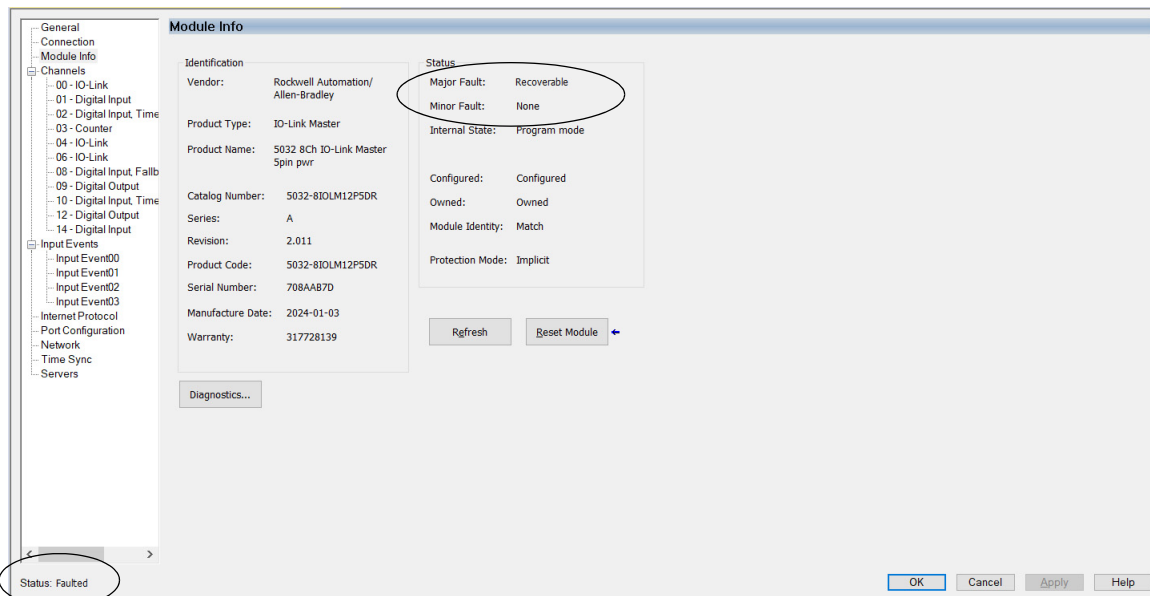 General
Connection
Module Info
Channels
00 - IO-Link
01 - Digital Input
02 - Digital Input, Time
03 - Counter
04 - IO-Link
06 - IO-Link
08 - Digital Input, Fallb
09 - Digital Output
10 - Digital Input, Time
12 - Digital Output
14 - Digital Input
Input Events
Input Event00
Input Event01
Input Event02
Input Event03
Internet Protocol
Port Configuration
Network
Time Sync
Servers
Status: Faulted
Module Info
Identification
Vendor: Rockwell Automation/
Allen-Bradley
Product Type: IO-Link Master
Product Name: 5032 8Ch IO-Link Master
5pin pwr
Catalog Number: 5032-8IOLM12P5DR
Series: A
Revision: 2.011
Product Code: 5032-8IOLM12P5DR
Serial Number: 708AAB7D
Manufacture Date: 2024-01-03
Warranty: 317728139
Diagnostics...
Status
Major Fault: Recoverable
Minor Fault: None
Internal State: Program mode
Configured: Configured
Owned: Owned
Module Identity: Match
Protection Mode: Implicit
Refresh Reset Module
OK Cancel Apply Help